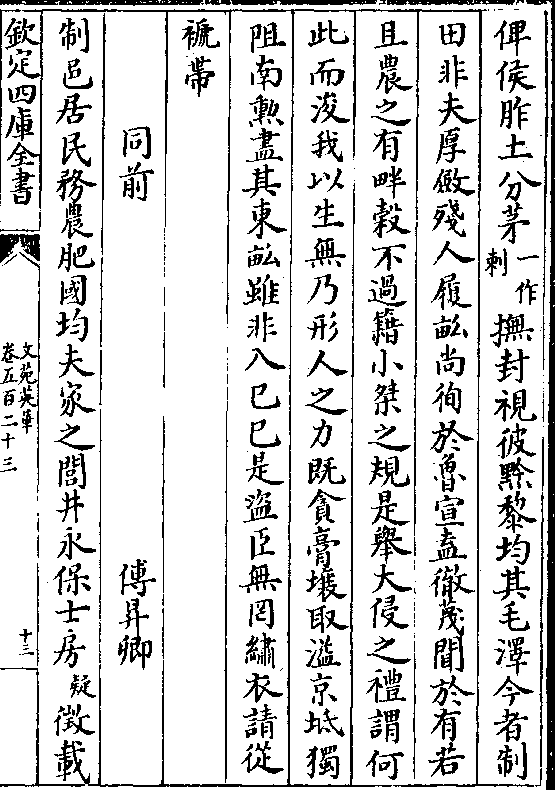 俾侯胙土分茅一作刺撫封視彼黔黎均其毛澤今者制
田非夫厚斂殘人履畝尚徇於魯宣盍徹蔑聞於有若
且農之有畔穀不過籍小桀之規是舉大侵之禮謂何
此而浚我以生無乃形人之力既貪膏壤取濫京坻獨
阻南勲盡其東畝雖非入已已是盜臣無罔繡衣請從
褫帶
同前 傅昇卿
制邑居民務農肥國均夫家之閭井永保士房疑徵載
欽定四庫全書
文苑英華
卷五百二十三
十三